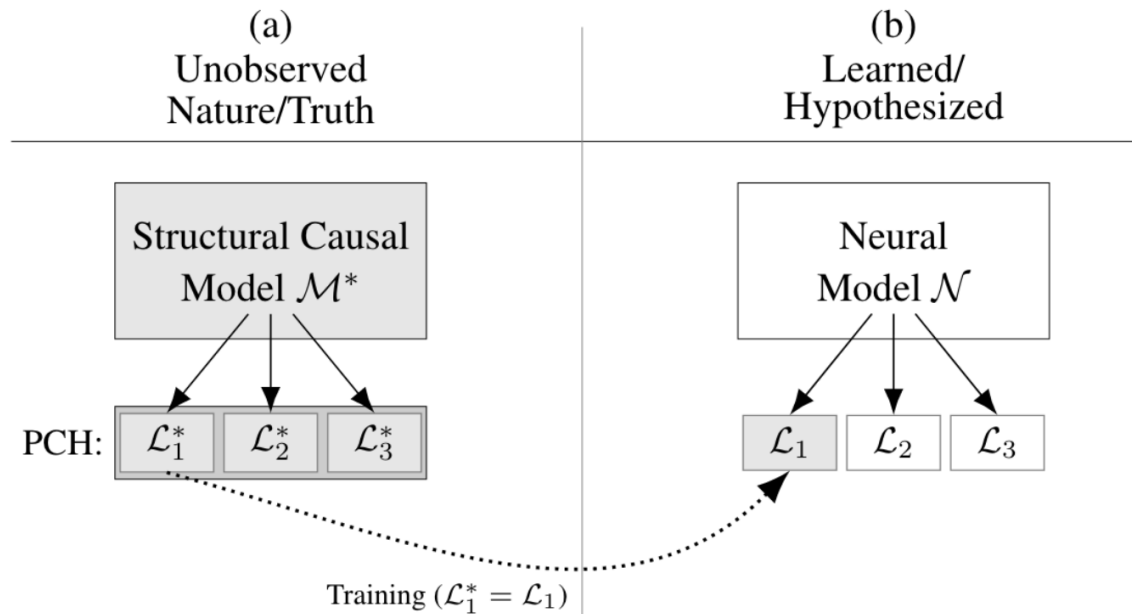 (a)
Unobserved
Nature/Truth
(b)
Learned/
Hypothesized
Structural Causal
Model ℳ*
Neural
Model 𝒩
PCH:
ℒ₁*
ℒ₂*
ℒ₃*
ℒ₁
ℒ₂
ℒ₃
Training (ℒ₁* = ℒ₁)